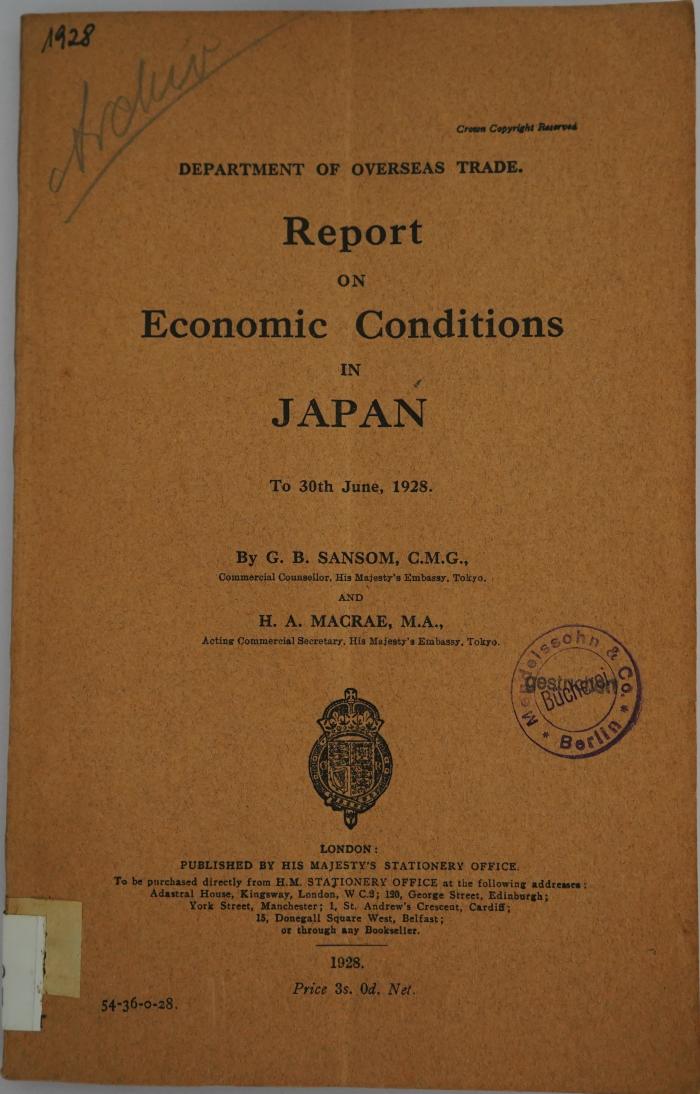 1928
Archiv
Crown Copyright Reserved
DEPARTMENT OF OVERSEAS TRADE.
Report
ON
Economic Conditions
IN
JAPAN
To 30th June, 1928.
By G. B. SANSOM, C.M.G.,
Commercial Counsellor, His Majesty's Embassy, Tokyo.
AND
H. A. MACRAE, M.A.,
Acting Commercial Secretary, His Majesty's Embassy, Tokyo.
Mendelssohn & Co.
gestrichen
Bücherei
* Berlin *
LONDON:
PUBLISHED BY HIS MAJESTY'S STATIONERY OFFICE.
To be purchased directly from H.M. STATIONERY OFFICE at the following addresses:
Adastral House, Kingsway, London, W.C.2; 120, George Street, Edinburgh;
York Street, Manchester; 1, St. Andrew's Crescent, Cardiff;
15, Donegall Square West, Belfast;
or through any Bookseller.
1928.
Price 3s. 0d. Net.
54-36-0-28.